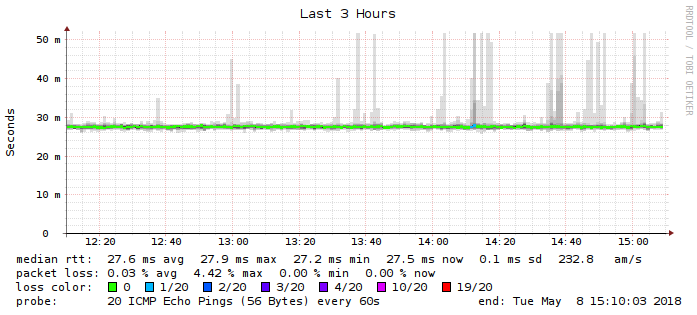 Last 3 Hours
RRDTOOL / TOBI OETIKER
Seconds
50 m
40 m
30 m
20 m
10 m
0
12:20 12:40 13:00 13:20 13:40 14:00 14:20 14:40 15:00
median rtt: 27.6 ms avg 27.9 ms max 27.2 ms min 27.5 ms now 0.1 ms sd 232.8 am/s
packet loss: 0.03 % avg 4.42 % max 0.00 % min 0.00 % now
loss color: 0 1/20 2/20 3/20 4/20 10/20 19/20
probe: 20 ICMP Echo Pings (56 Bytes) every 60s end: Tue May 8 15:10:03 2018